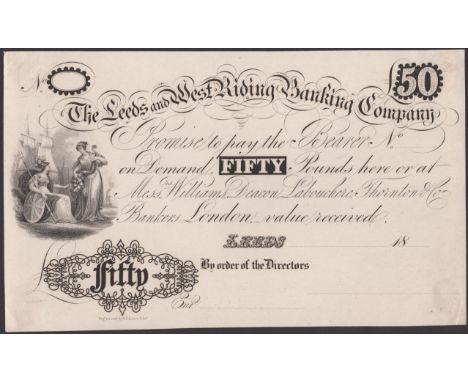 No
50
The Leeds and West Riding Banking Company
Promise to pay the Bearer No
on Demand, FIFTY Pounds here or at
Messrs. Williams, Deacon, Labouchere, Thornton & Co.
Bankers London, value received.
LEEDS 18
Fifty
By order of the Directors
Ent.